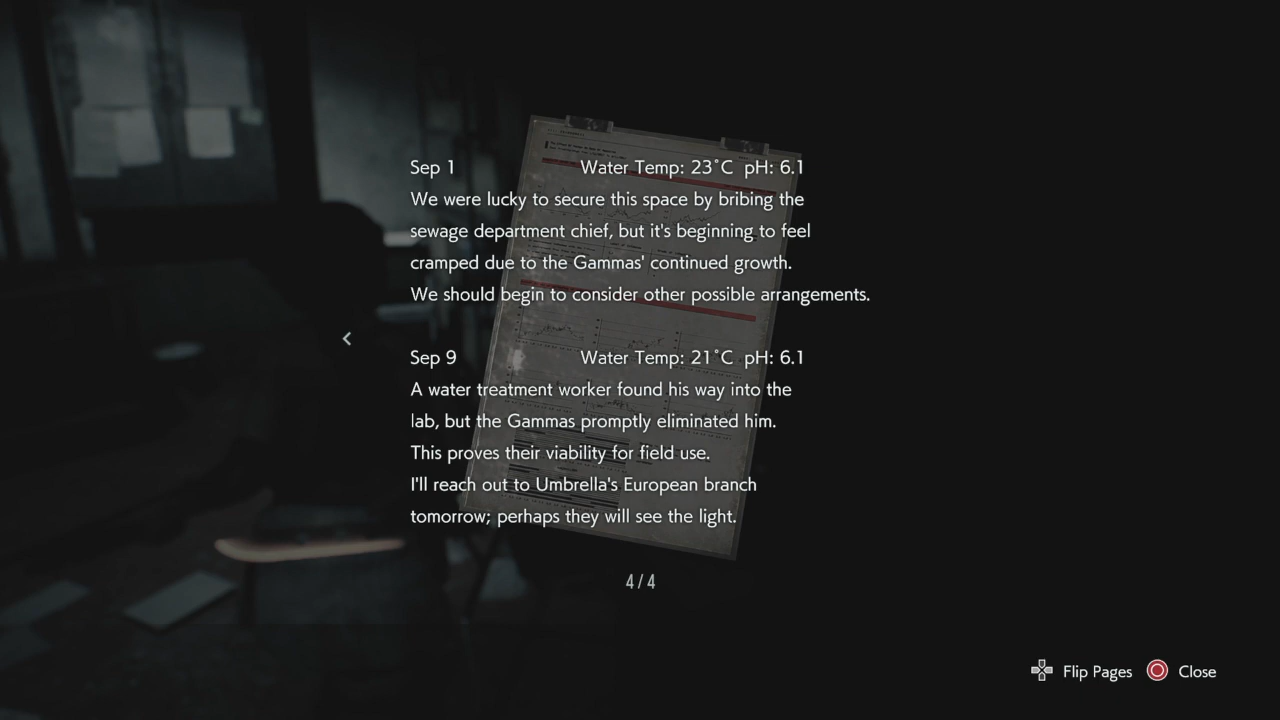 Sep 1 Water Temp: 23˚C pH: 6.1
We were lucky to secure this space by bribing the
sewage department chief, but it's beginning to feel
cramped due to the Gammas' continued growth.
We should begin to consider other possible arrangements.
Sep 9 Water Temp: 21˚C pH: 6.1
A water treatment worker found his way into the
lab, but the Gammas promptly eliminated him.
This proves their viability for field use.
I'll reach out to Umbrella's European branch
tomorrow; perhaps they will see the light.
4/4
Flip Pages Close